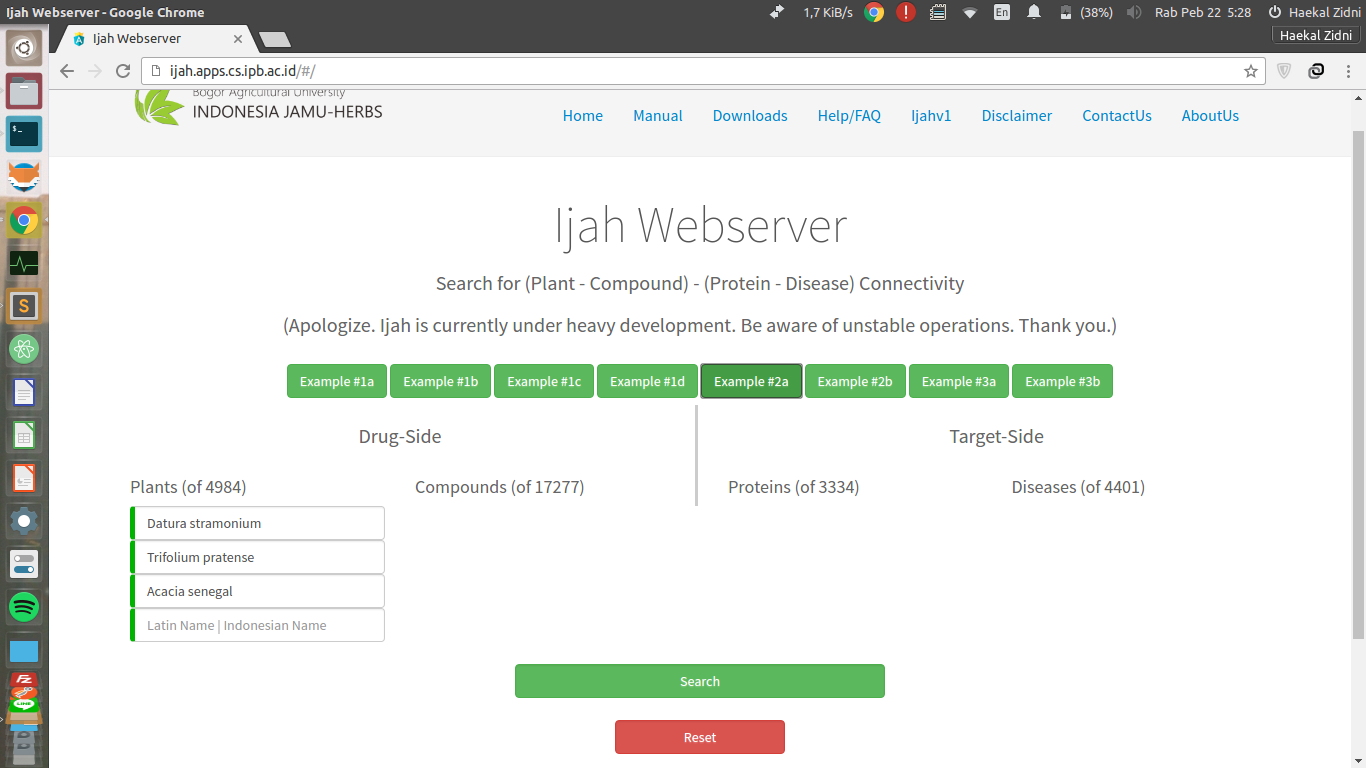 Ijah Webserver - Google Chrome
1,7 KiB/s
En
(38%)
Rab Peb 22 5:28
Haekal Zidni
Ijah Webserver
Haekal Zidni
ijah.apps.cs.ipb.ac.id/#/
Bogor Agricultural University
INDONESIA JAMU-HERBS
Home Manual Downloads Help/FAQ Ijahv1 Disclaimer ContactUs AboutUs
Ijah Webserver
Search for (Plant - Compound) - (Protein - Disease) Connectivity
(Apologize. Ijah is currently under heavy development. Be aware of unstable operations. Thank you.)
Example #1a Example #1b Example #1c Example #1d Example #2a Example #2b Example #3a Example #3b
Drug-Side Target-Side
Plants (of 4984) Compounds (of 17277) Proteins (of 3334) Diseases (of 4401)
Datura stramonium
Trifolium pratense
Acacia senegal
Latin Name | Indonesian Name
Search
Reset
S
FZ
LINE